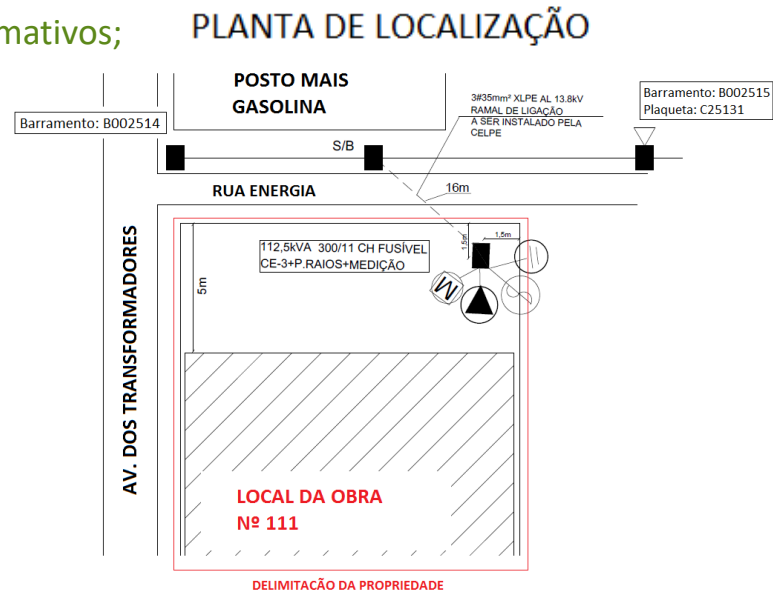 mativos;
PLANTA DE LOCALIZAÇÃO
POSTO MAIS
GASOLINA
3#35mm² XLPE AL 13.8kV
RAMAL DE LIGAÇÃO
A SER INSTALADO PELA
CELPE
Barramento: B002515
Plaqueta: C25131
Barramento: B002514
S/B
RUA ENERGIA
16m
112,5kVA 300/11 CH FUSÍVEL
CE-3+P.RAIOS+MEDIÇÃO
1,5m
1,5m
5m
M
AV. DOS TRANSFORMADORES
LOCAL DA OBRA
Nº 111
DELIMITACÃO DA PROPRIEDADE